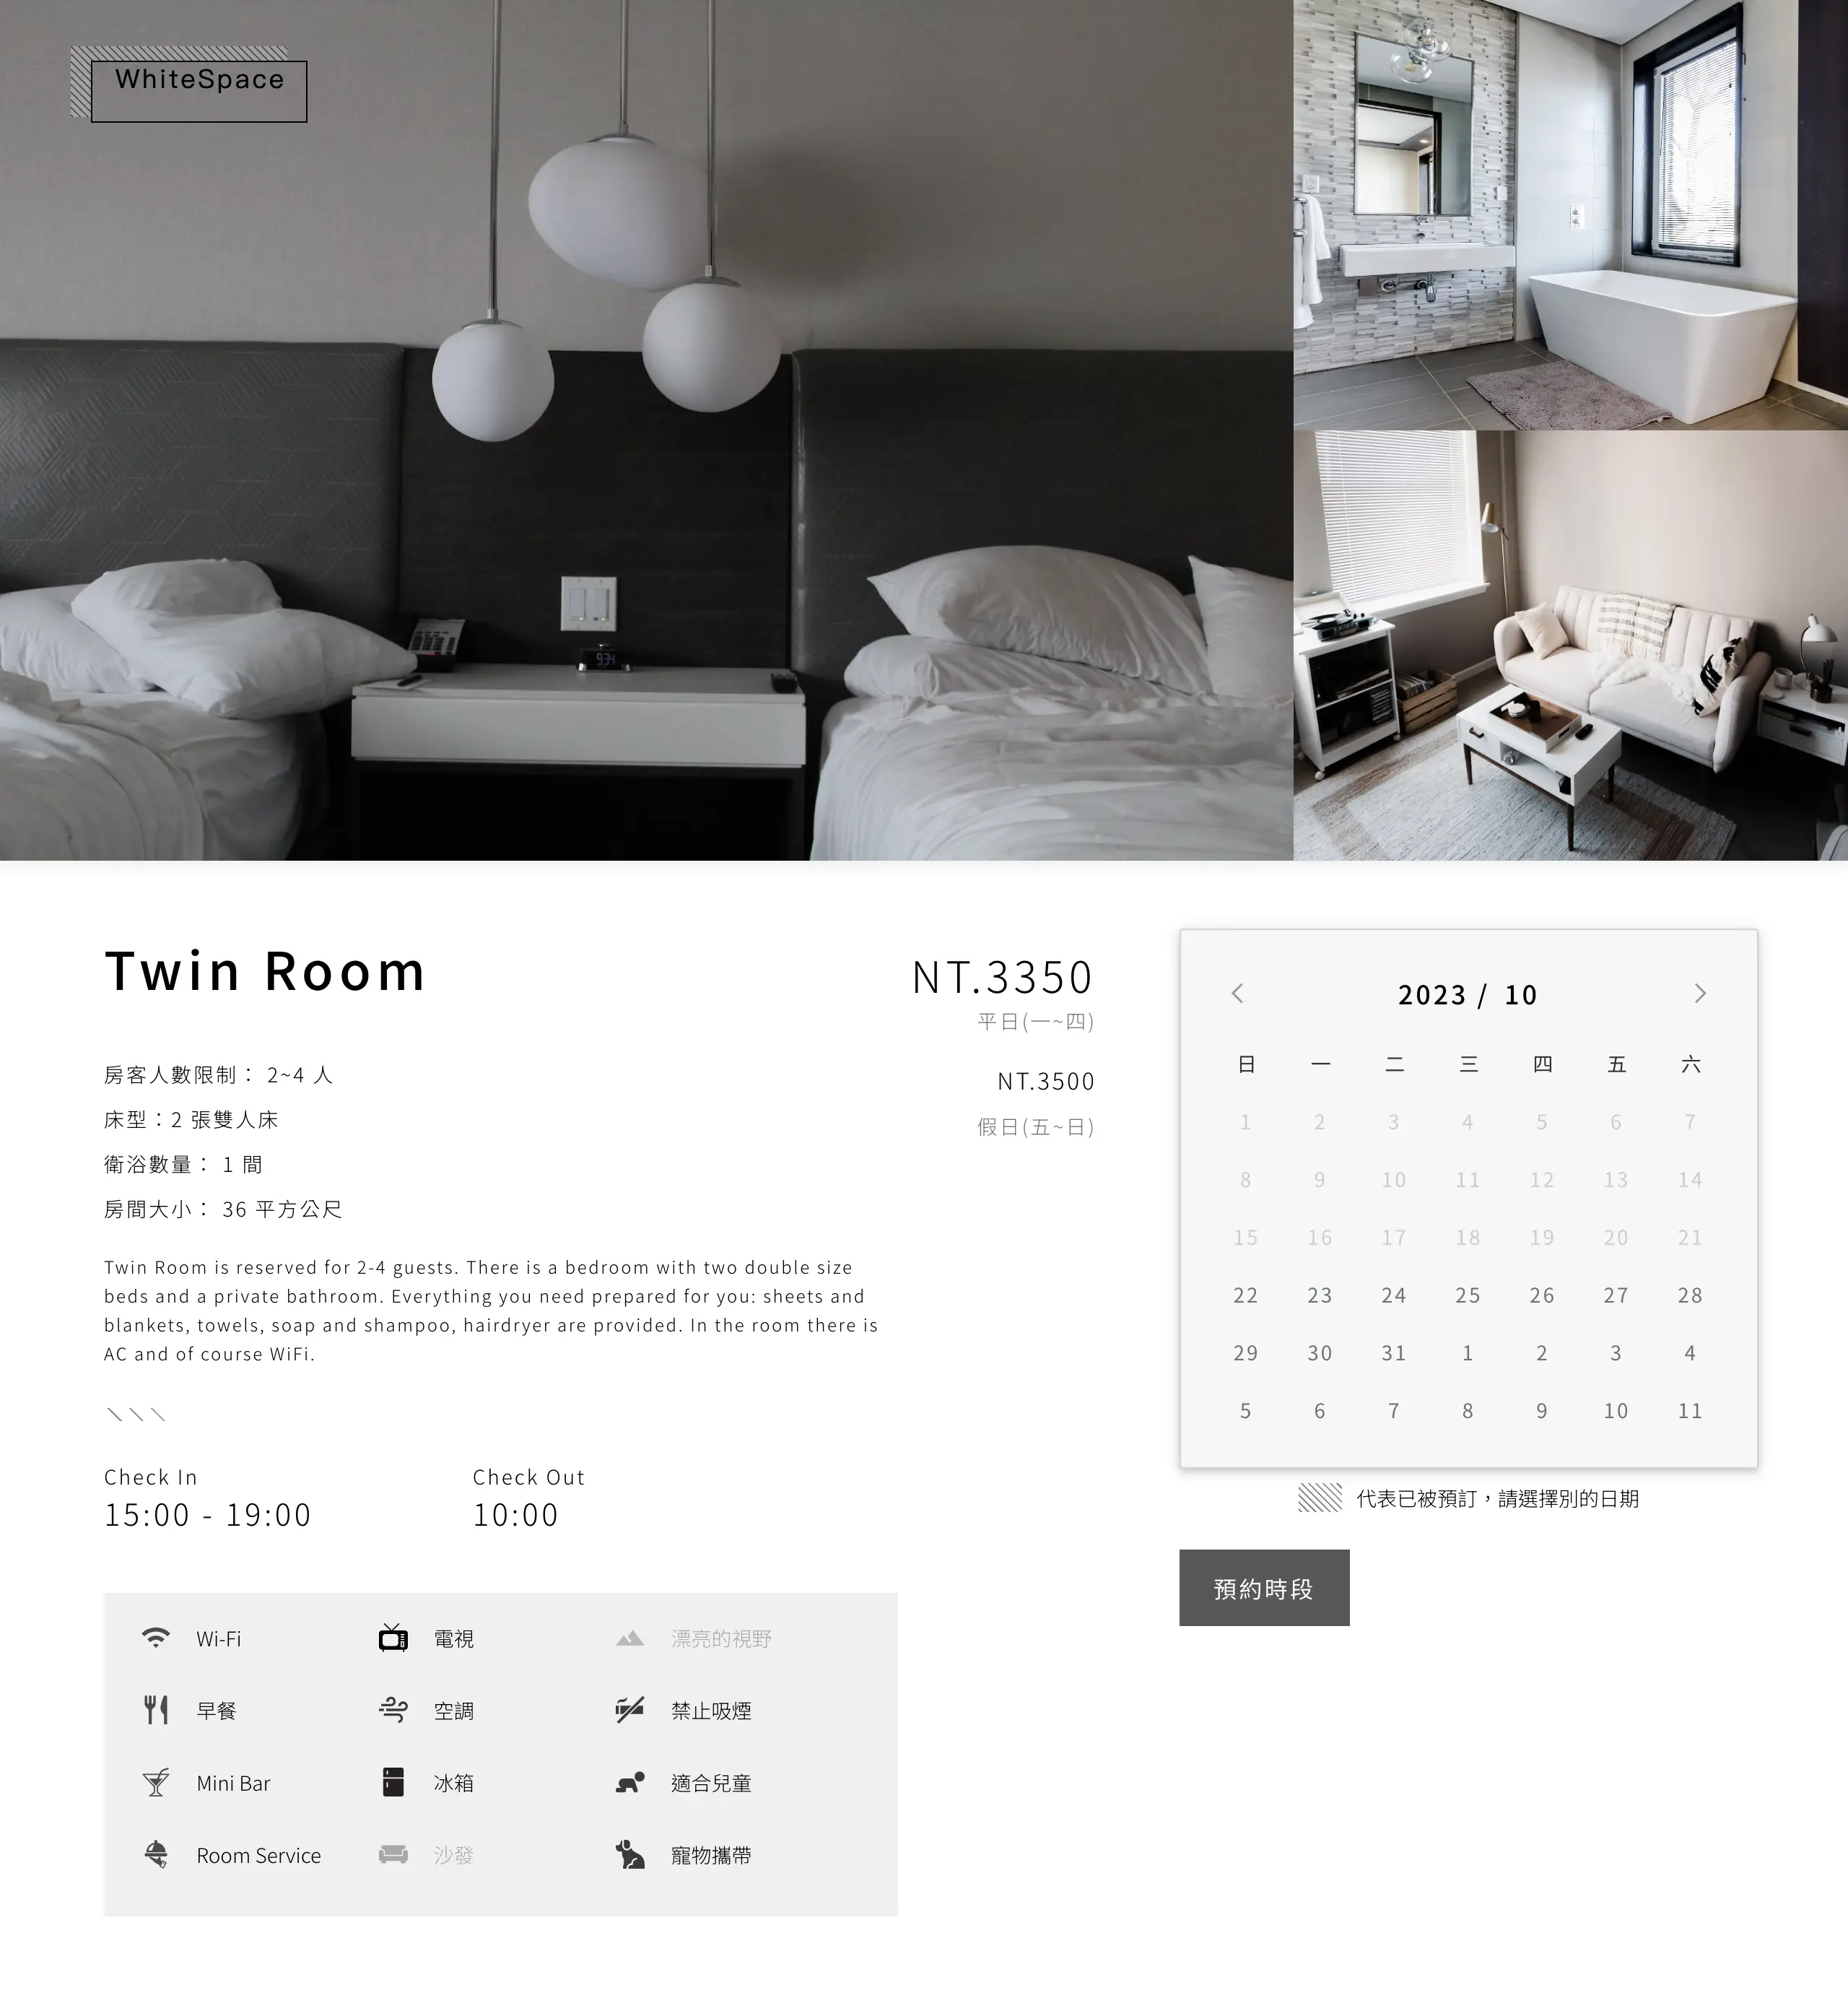 WhiteSpace
9:34
Twin Room
NT.3350
平日(一~四)
NT.3500
假日(五~日)
房客人數限制： 2~4 人
床型：2 張雙人床
衛浴數量： 1 間
房間大小： 36 平方公尺
Twin Room is reserved for 2-4 guests. There is a bedroom with two double size
beds and a private bathroom. Everything you need prepared for you: sheets and
blankets, towels, soap and shampoo, hairdryer are provided. In the room there is
AC and of course WiFi.
Check In
15:00 - 19:00
Check Out
10:00
Wi-Fi 電視 漂亮的視野
早餐 空調 禁止吸煙
Mini Bar 冰箱 適合兒童
Room Service 沙發 寵物攜帶
2023 / 10
日 一 二 三 四 五 六
1 2 3 4 5 6 7
8 9 10 11 12 13 14
15 16 17 18 19 20 21
22 23 24 25 26 27 28
29 30 31 1 2 3 4
5 6 7 8 9 10 11
代表已被預訂，請選擇別的日期
預約時段